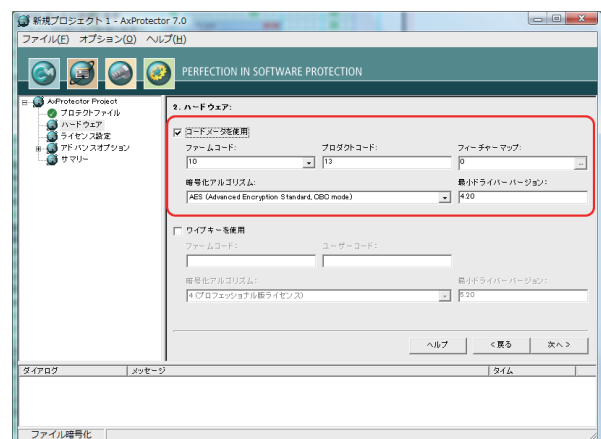 新規プロジェクト 1 - AxProtector 7.0
ファイル(F) オプション(O) ヘルプ(H)
PERFECTION IN SOFTWARE PROTECTION
AxProtector Project
プロテクトファイル
ハードウェア
ライセンス設定
アドバンスオプション
サマリー
2. ハードウェア:
コードメータを使用
ファームコード: プロダクトコード: フィーチャーマップ:
10 13 0 ...
暗号化アルゴリズム: 最小ドライバーバージョン:
AES (Advanced Encryption Standard, CBC mode) 4.20
ワイブキーを使用
ファームコード: ユーザーコード:
暗号化アルゴリズム: 最小ドライバーバージョン:
4 (プロフェッショナル版ライセンス) 5.20
ヘルプ < 戻る 次へ >
ダイアログ メッセージ タイム
ファイル暗号化